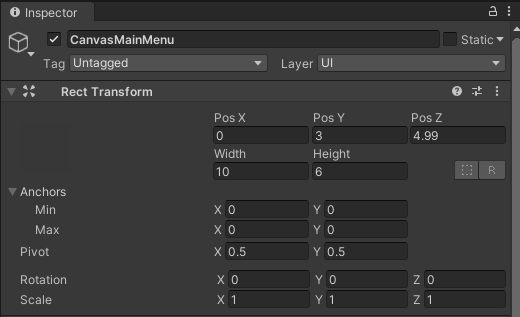 Inspector
CanvasMainMenu Static
Tag Untagged Layer UI
Rect Transform
Pos X Pos Y Pos Z
0 3 4.99
Width Height
10 6
R
Anchors
Min X 0 Y 0
Max X 0 Y 0
Pivot X 0.5 Y 0.5
Rotation X 0 Y 0 Z 0
Scale X 1 Y 1 Z 1